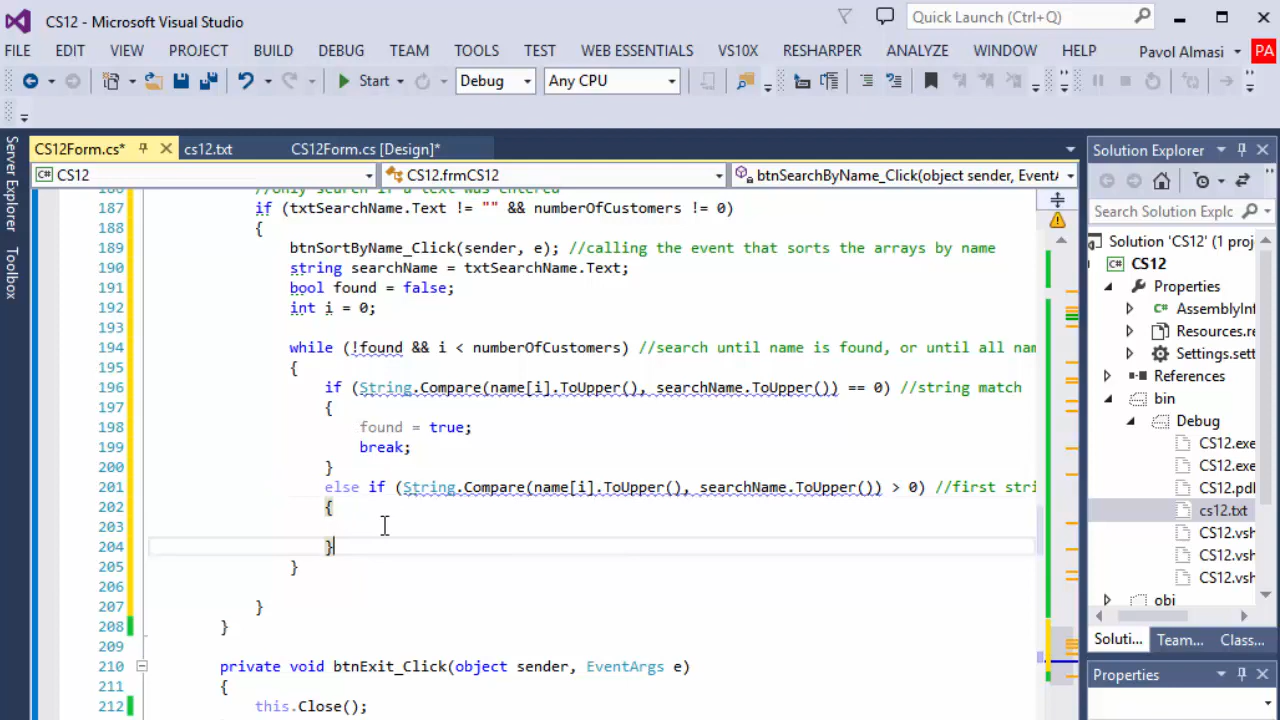 CS12 - Microsoft Visual Studio
Quick Launch (Ctrl+Q)
FILE EDIT VIEW PROJECT BUILD DEBUG TEAM TOOLS TEST WEB ESSENTIALS VS10X RESHARPER ANALYZE WINDOW HELP Pavol Almasi PA
Start Debug Any CPU
CS12Form.cs* cs12.txt CS12Form.cs [Design]*
CS12 CS12.frmCS12 btnSearchByName_Click(object sender, EventA
Server Explorer
Toolbox
186 //only search if a text was entered
187 if (txtSearchName.Text != "" && numberOfCustomers != 0)
188 {
189 btnSortByName_Click(sender, e); //calling the event that sorts the arrays by name
190 string searchName = txtSearchName.Text;
191 bool found = false;
192 int i = 0;
193
194 while (!found && i < numberOfCustomers) //search until name is found, or until all nam
195 {
196 if (String.Compare(name[i].ToUpper(), searchName.ToUpper()) == 0) //string match
197 {
198 found = true;
199 break;
200 }
201 else if (String.Compare(name[i].ToUpper(), searchName.ToUpper()) > 0) //first stri
202 {
203
204 }
205 }
206
207 }
208 }
209
210 private void btnExit_Click(object sender, EventArgs e)
211 {
212 this.Close();
Solution Explorer
Search Solution Explc
Solution 'CS12' (1 proj
CS12
Properties
AssemblyInf
Resources.re
Settings.sett
References
bin
Debug
CS12.exe
CS12.exe
CS12.pdl
cs12.txt
CS12.vsh
CS12.vsh
CS12.vsh
obj
Soluti... Team... Class...
Properties